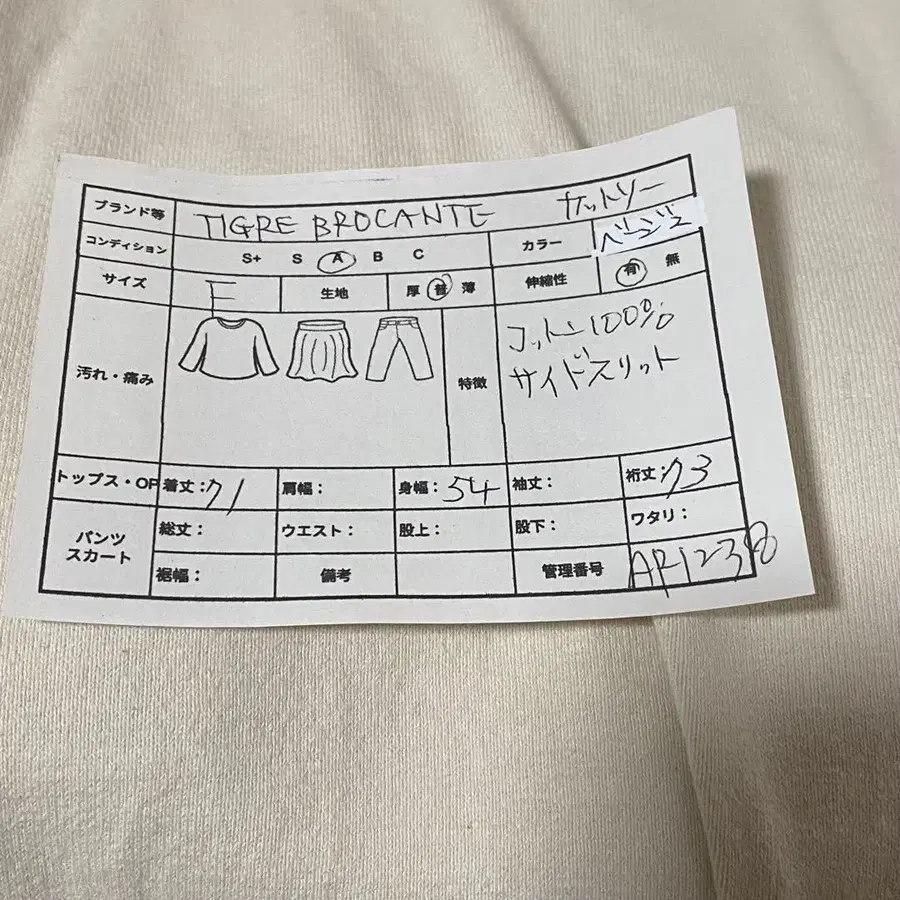 ブランド等 TIGRE BROCANTE カットソー
コンディション S+ S A B C カラー ベージュ
サイズ F 生地 厚 普 薄 伸縮性 有 無
汚れ・痛み 特徴 コットン100%
サイドスリット
トップス・OP 着丈:71 肩幅: 身幅:54 袖丈: 裄丈:73
パンツ スカート 総丈: ウエスト: 股上: 股下: ワタリ:
裾幅: 備考 管理番号 AR1238